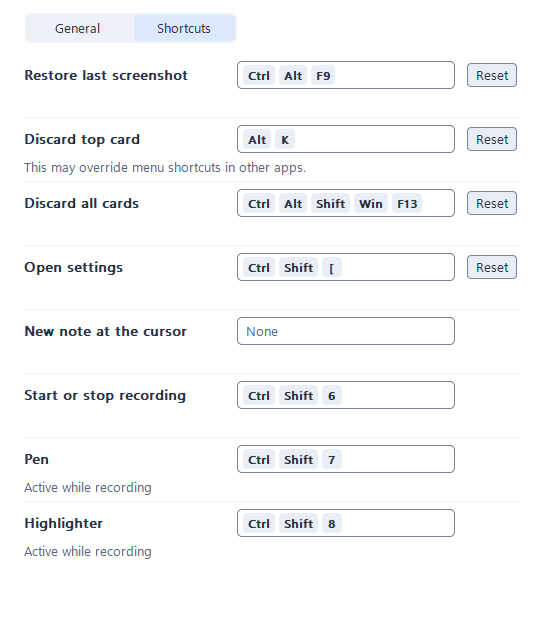 General Shortcuts
Restore last screenshot Ctrl Alt F9 Reset
Discard top card Alt K Reset
This may override menu shortcuts in other apps.
Discard all cards Ctrl Alt Shift Win F13 Reset
Open settings Ctrl Shift [ Reset
New note at the cursor None
Start or stop recording Ctrl Shift 6
Pen Ctrl Shift 7
Active while recording
Highlighter Ctrl Shift 8
Active while recording